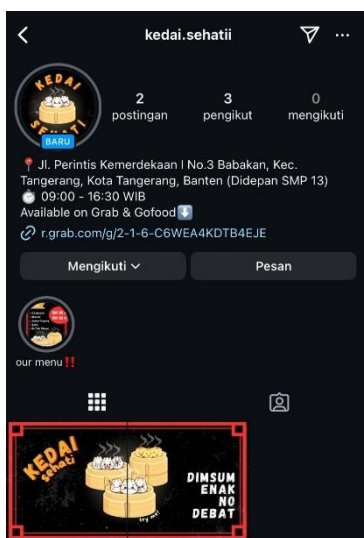 kedai.sehatii
KEDAI
SEHATI
BARU
2
postingan
3
pengikut
0
mengikuti
📍 Jl. Perintis Kemerdekaan I No.3 Babakan, Kec.
Tangerang, Kota Tangerang, Banten (Didepan SMP 13)
⏱️ 09:00 - 16:30 WIB
Available on Grab & Gofood⬇️
r.grab.com/g/2-1-6-C6WEA4KDTB4EJE
Mengikuti
Pesan
our menu‼️
KEDAI
sehati
try me!
DIMSUM
ENAK
NO
DEBAT